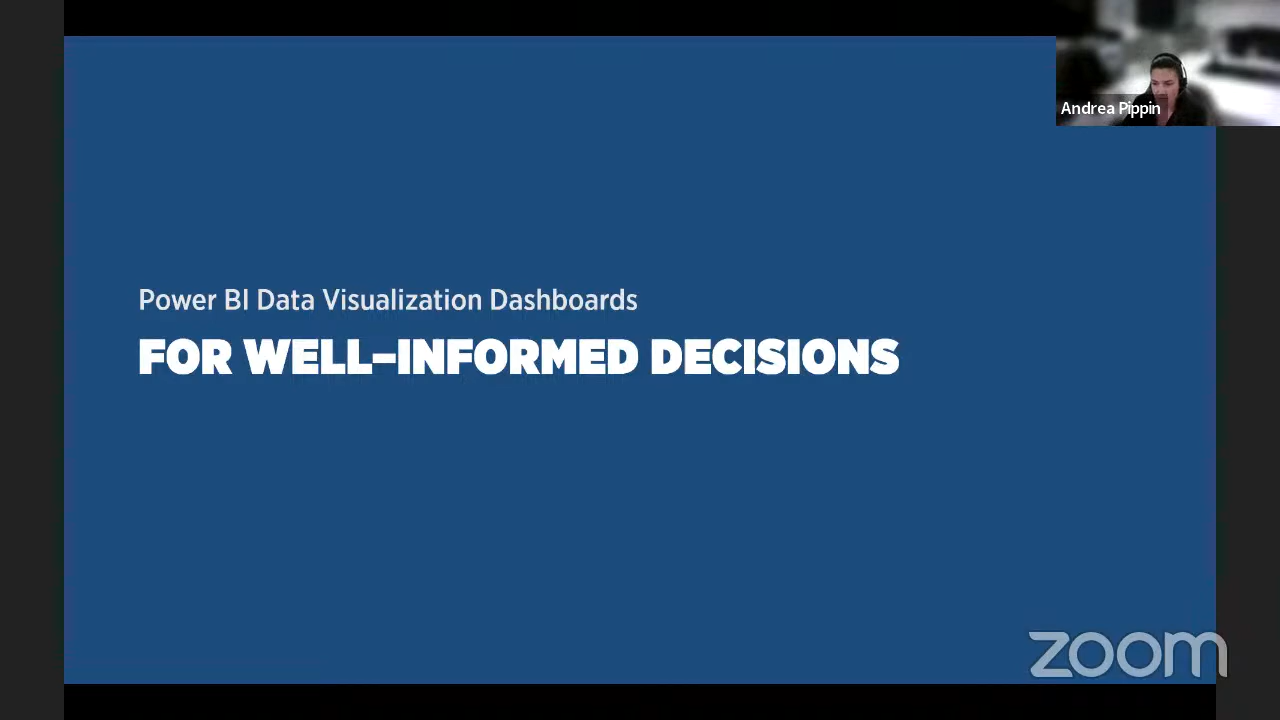 Andrea Pippin
Power BI Data Visualization Dashboards
FOR WELL-INFORMED DECISIONS
zoom